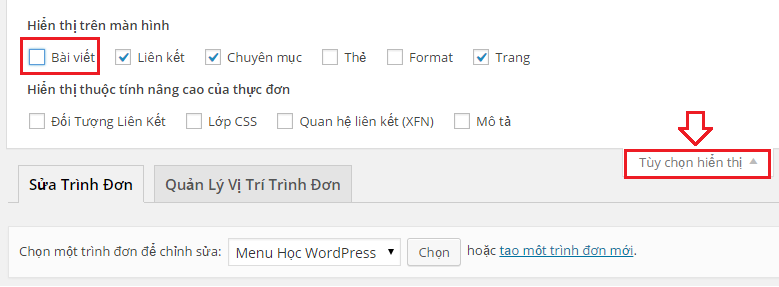 Hiển thị trên màn hình
Bài viết Liên kết Chuyên mục Thẻ Format Trang
Hiển thị thuộc tính nâng cao của thực đơn
Đối Tượng Liên Kết Lớp CSS Quan hệ liên kết (XFN) Mô tả
Tùy chọn hiển thị
Sửa Trình Đơn Quản Lý Vị Trí Trình Đơn
Chọn một trình đơn để chỉnh sửa: Menu Học WordPress Chọn hoặc tạo một trình đơn mới.